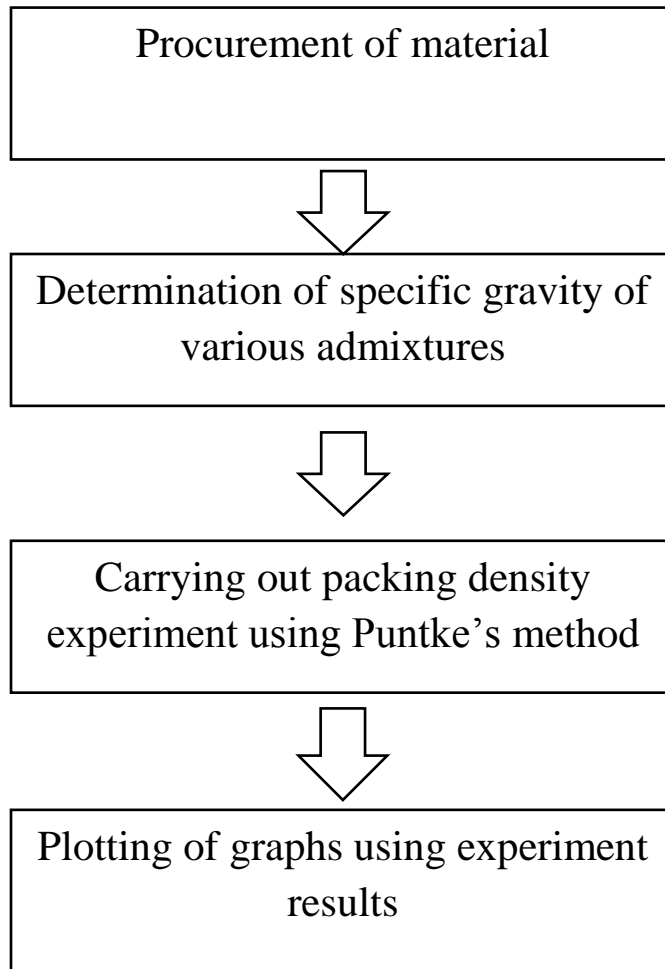 Procurement of material
Determination of specific gravity of
various admixtures
Carrying out packing density
experiment using Puntke’s method
Plotting of graphs using experiment
results